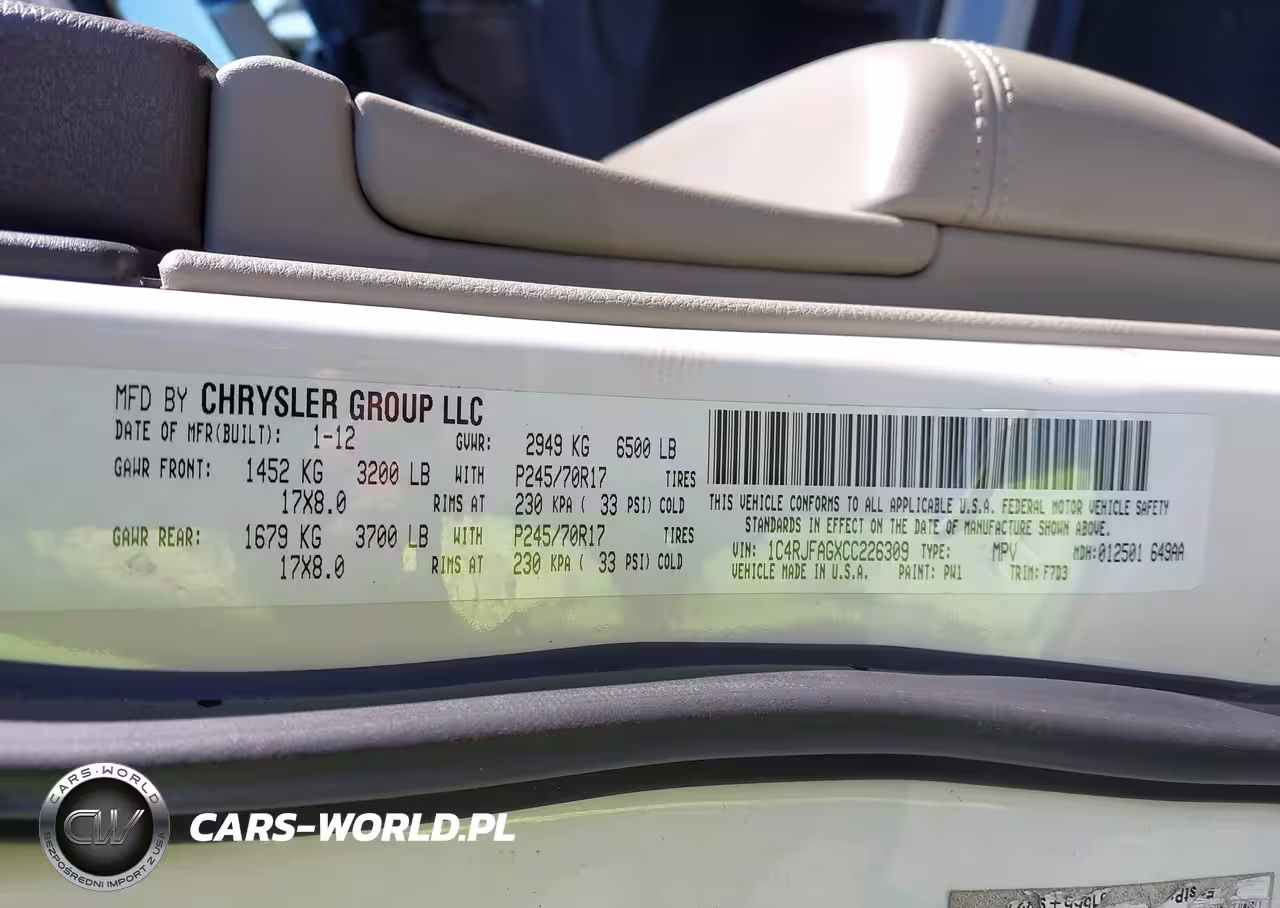 MFD BY CHRYSLER GROUP LLC
DATE OF MFR(BUILT): 1-12 GVWR: 2949 KG 6500 LB
GAWR FRONT: 1452 KG 3200 LB WITH P245/70R17 TIRES
17X8.0 RIMS AT 230 KPA ( 33 PSI) COLD
GAWR REAR: 1679 KG 3700 LB WITH P245/70R17 TIRES
17X8.0 RIMS AT 230 KPA ( 33 PSI) COLD
THIS VEHICLE CONFORMS TO ALL APPLICABLE U.S.A. FEDERAL MOTOR VEHICLE SAFETY
STANDARDS IN EFFECT ON THE DATE OF MANUFACTURE SHOWN ABOVE.
VIN: 1C4RJFAGXCC226309 TYPE: MPV MDH:012501 649AA
VEHICLE MADE IN U.S.A. PAINT: PW1 TRIM: F7D3
CARS-WORLD
CW
BEZPOŚREDNI IMPORT Z USA
CARS-WORLD.PL